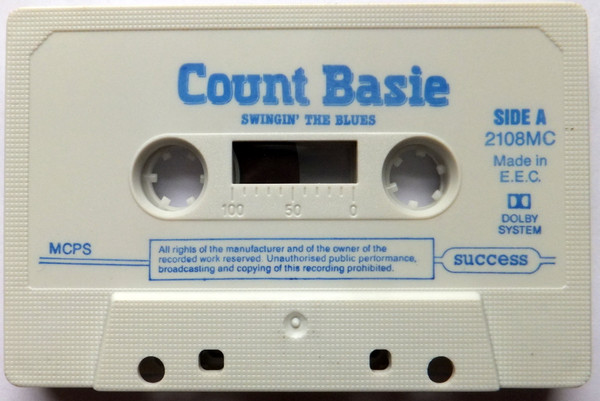 Count Basie
SWINGIN' THE BLUES
SIDE A
2108MC
Made in
E.E.C.
DOLBY
SYSTEM
100 50 0
MCPS
All rights of the manufacturer and of the owner of the
recorded work reserved. Unauthorised public performance,
broadcasting and copying of this recording prohibited.
success